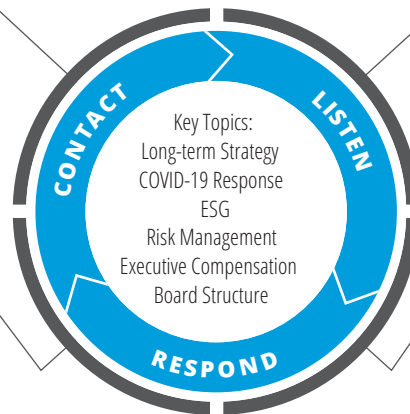 CONTACT
LISTEN
Key Topics:
Long-term Strategy
COVID-19 Response
ESG
Risk Management
Executive Compensation
Board Structure
RESPOND